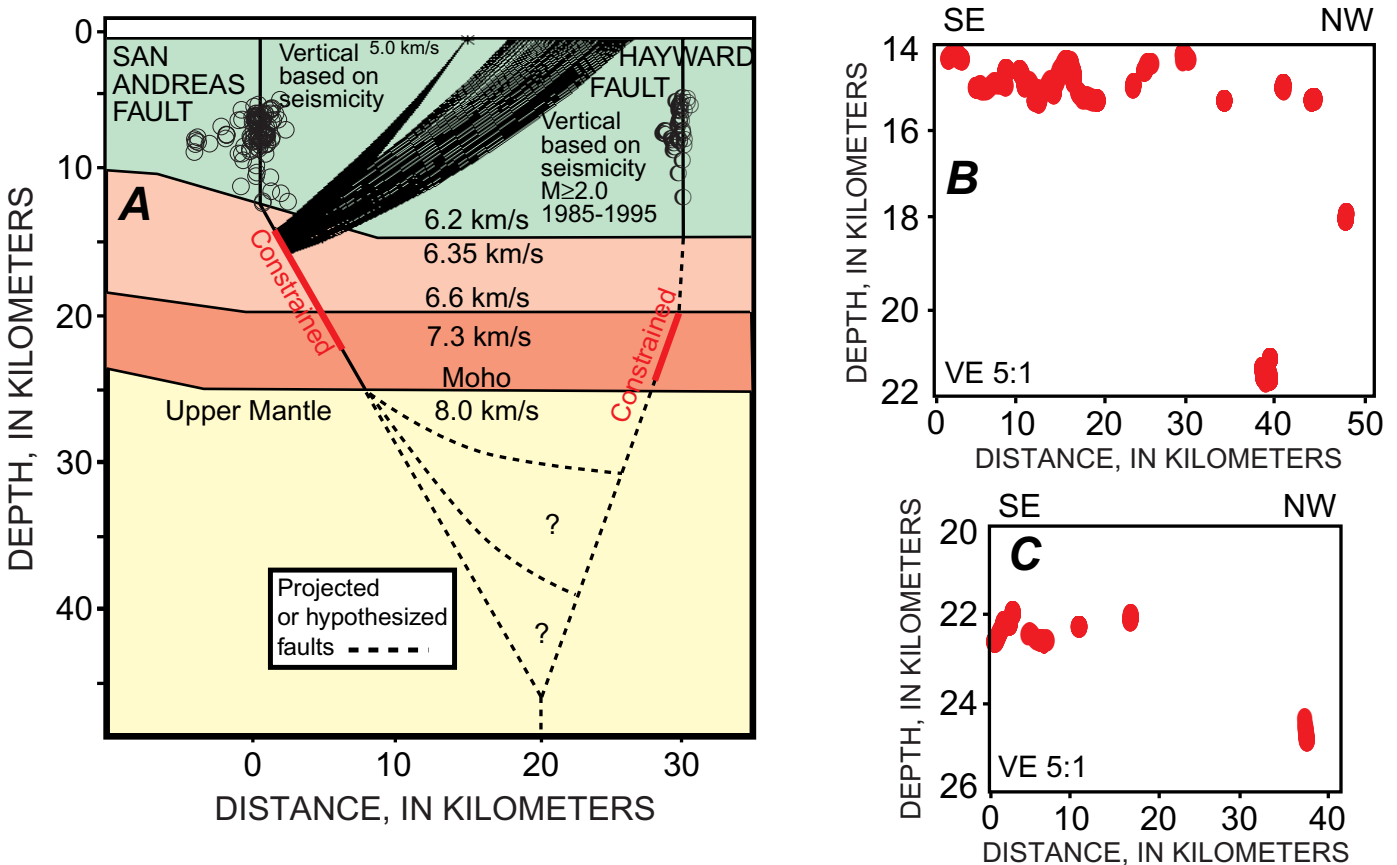 0
10
20
30
40
DEPTH, IN KILOMETERS
SAN
ANDREAS
FAULT
Vertical
based on
seismicity
5.0 km/s
HAYWARD
FAULT
Vertical
based on
seismicity
M≥2.0
1985-1995
A
6.2 km/s
6.35 km/s
6.6 km/s
7.3 km/s
Moho
8.0 km/s
Upper Mantle
Constrained
Constrained
?
?
Projected
or hypothesized
faults
0
10
20
30
DISTANCE, IN KILOMETERS
SE
NW
14
16
18
20
22
DEPTH, IN KILOMETERS
B
VE 5:1
0
10
20
30
40
50
DISTANCE, IN KILOMETERS
SE
NW
20
22
24
26
DEPTH, IN KILOMETERS
C
VE 5:1
0
10
20
30
40
DISTANCE, IN KILOMETERS